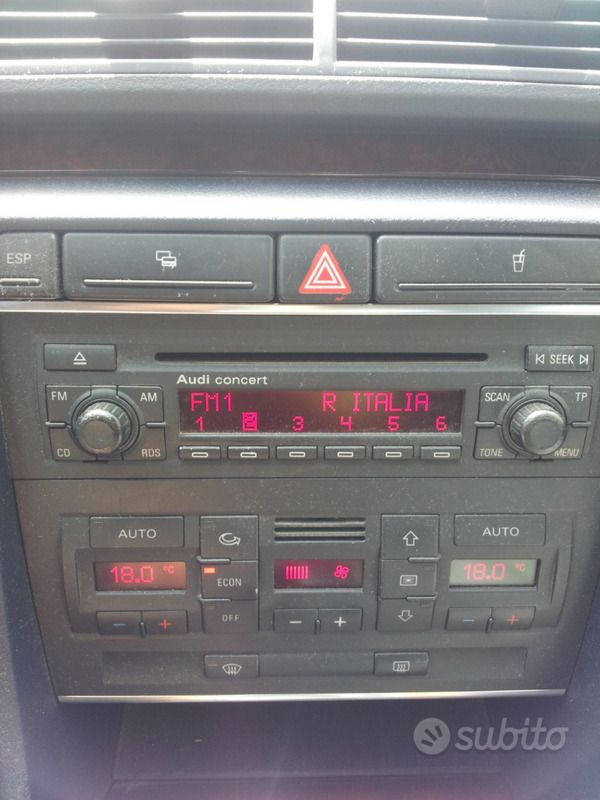 ESP
SEEK
Audi concert
FM AM
FM1 R ITALIA
SCAN TP
1 2 3 4 5 6
CD RDS
TONE MENU
AUTO
AUTO
18.0 °C
ECON
18.0 °C
OFF
− +
− +
− +
subito